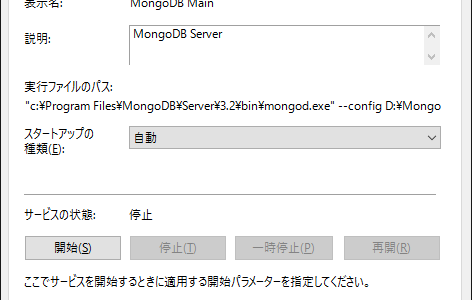 表示名: MongoDB Main
説明: MongoDB Server
実行ファイルのパス:
"c:¥Program Files¥MongoDB¥Server¥3.2¥bin¥mongod.exe" --config D:¥Mongo
スタートアップの
種類(E): 自動
サービスの状態: 停止
開始(S) 停止(T) 一時停止(P) 再開(R)
ここでサービスを開始するときに適用する開始パラメーターを指定してください。